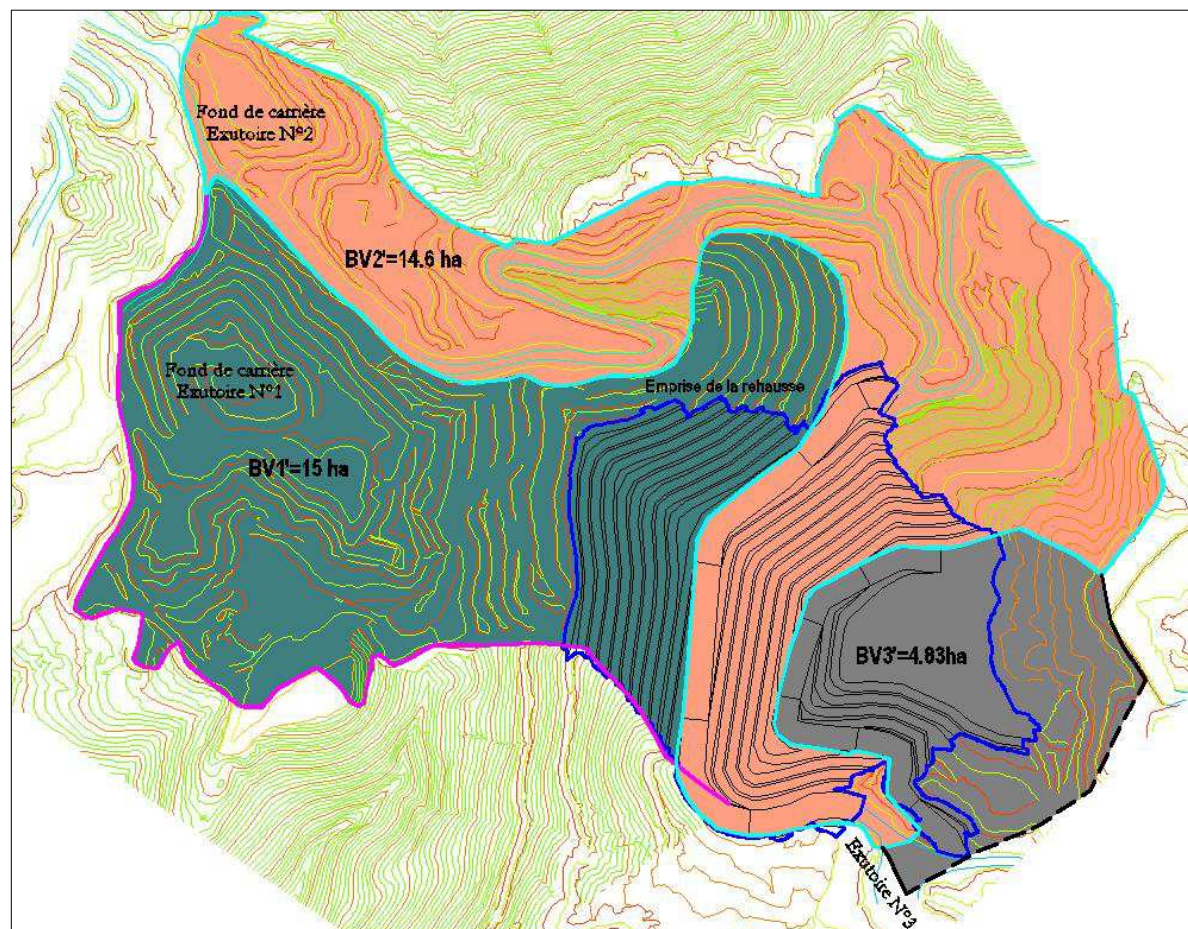 Fond de carrière
Exutoire N°2
BV2'=14.6 ha
Emprise de la rehausse
Fond de carrière
Exutoire N°1
BV1'=15 ha
BV3'=4.83ha
Exutoire N°3